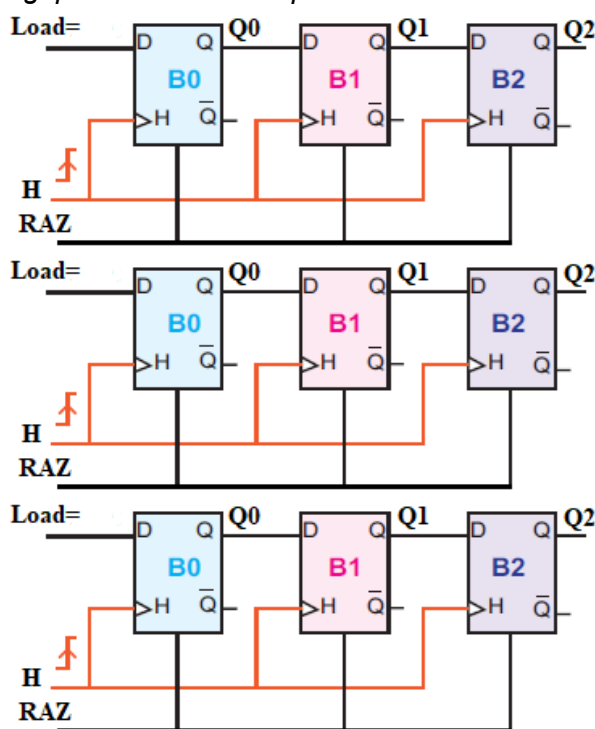 Load= D Q Q0 D Q Q1 D Q Q2
B0 B1 B2
H Q̅ H Q̅ H Q̅
H
RAZ
Load= D Q Q0 D Q Q1 D Q Q2
B0 B1 B2
H Q̅ H Q̅ H Q̅
H
RAZ
Load= D Q Q0 D Q Q1 D Q Q2
B0 B1 B2
H Q̅ H Q̅ H Q̅
H
RAZ